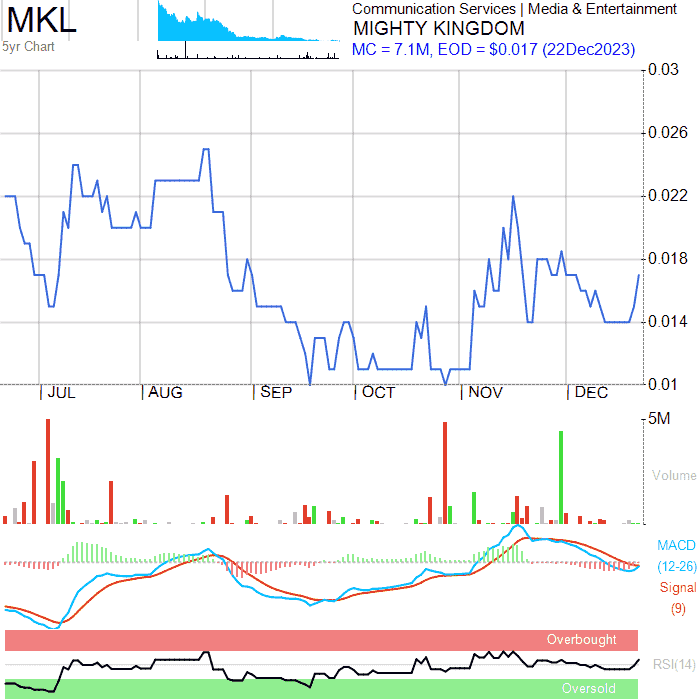 MKL
5yr Chart
Communication Services | Media & Entertainment
MIGHTY KINGDOM
MC = 7.1M, EOD = $0.017 (22Dec2023)
0.03
0.026
0.022
0.018
0.014
0.01
JUL AUG SEP OCT NOV DEC
5M
Volume
MACD
(12-26)
Signal
(9)
Overbought
RSI(14)
Oversold